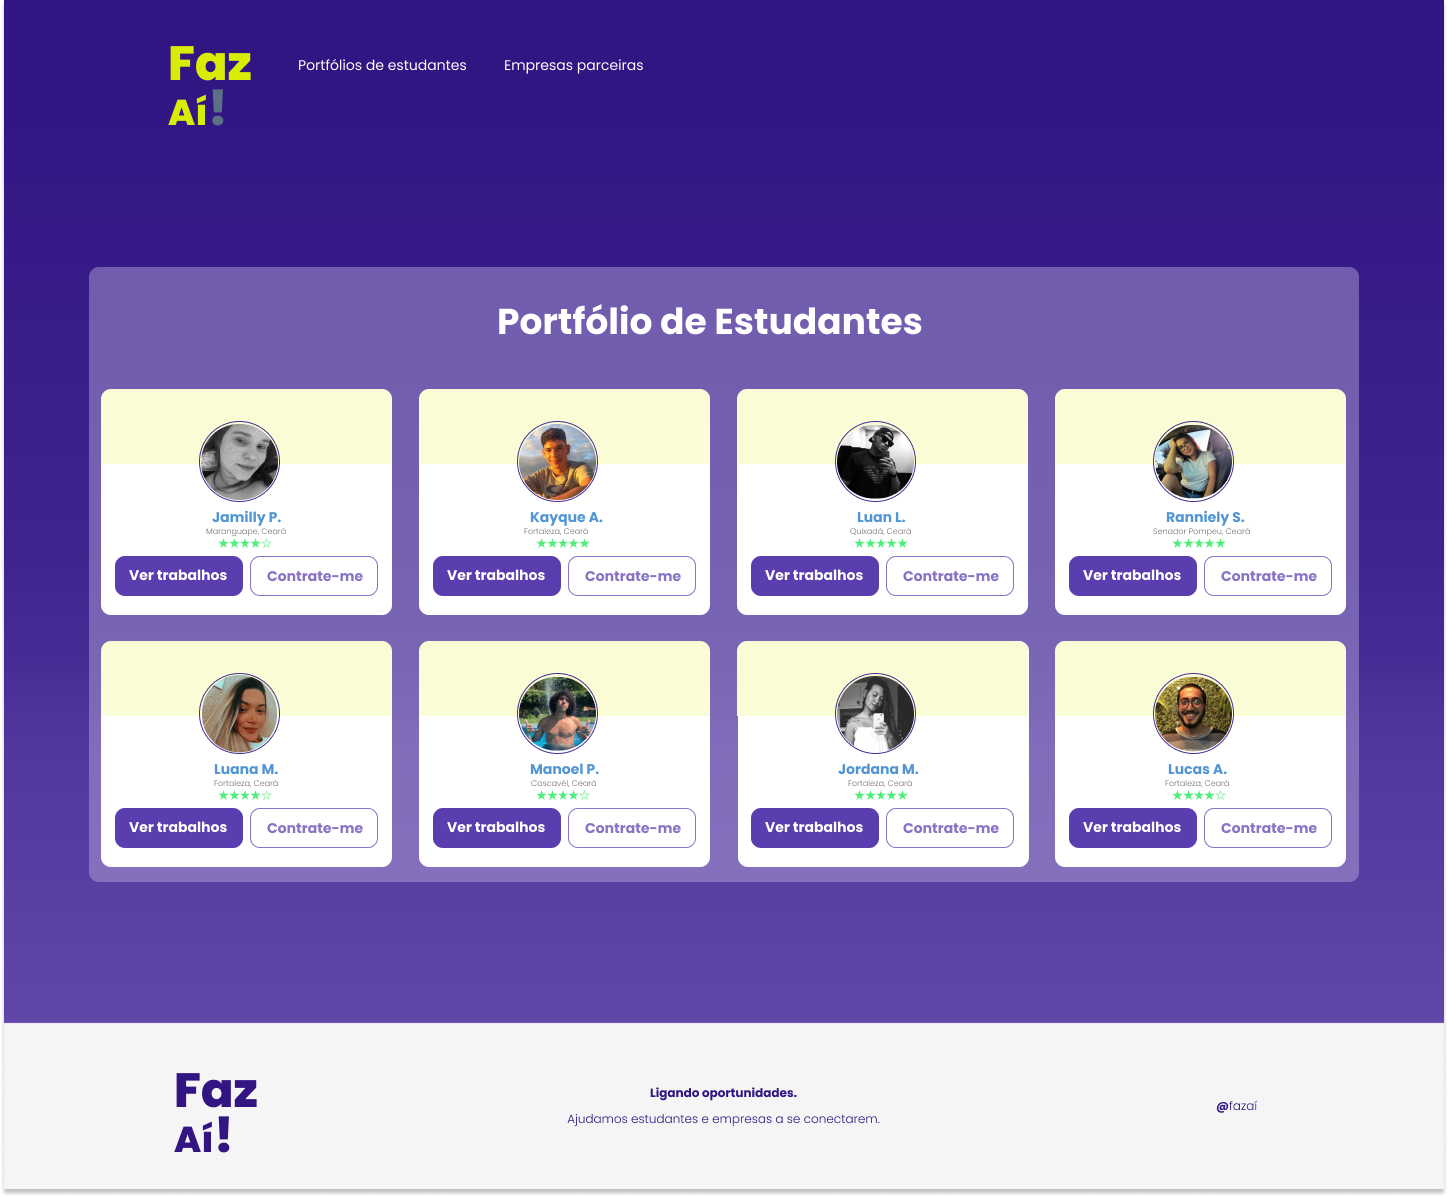 Faz
Aí!
Portfólios de estudantes
Empresas parceiras
Portfólio de Estudantes
Jamilly P.
Maranguape, Ceará
★★★★☆
Ver trabalhos
Contrate-me
Kayque A.
Fortaleza, Ceará
★★★★★
Ver trabalhos
Contrate-me
Luan L.
Quixadá, Ceará
★★★★★
Ver trabalhos
Contrate-me
Ranniely S.
Senador Pompeu, Ceará
★★★★★
Ver trabalhos
Contrate-me
Luana M.
Fortaleza, Ceará
★★★★☆
Ver trabalhos
Contrate-me
Manoel P.
Cascavél, Ceará
★★★★☆
Ver trabalhos
Contrate-me
Jordana M.
Fortaleza, Ceará
★★★★★
Ver trabalhos
Contrate-me
Lucas A.
Fortaleza, Ceará
★★★★☆
Ver trabalhos
Contrate-me
Faz
Aí!
Ligando oportunidades.
Ajudamos estudantes e empresas a se conectarem.
@fazaí